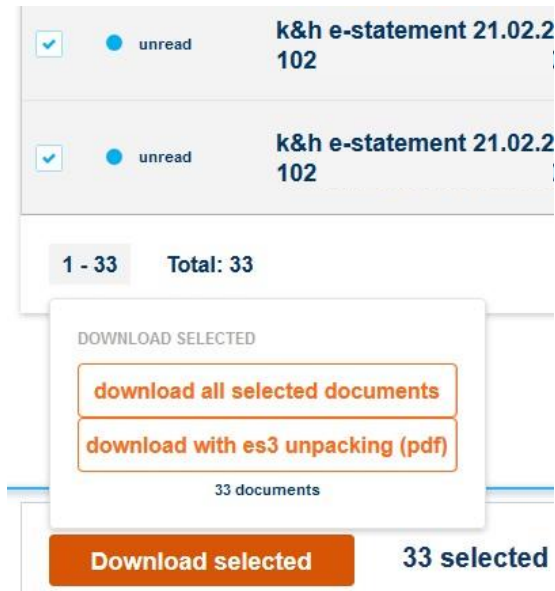 unread
k&h e-statement 21.02.2
102
unread
k&h e-statement 21.02.2
102
1 - 33 Total: 33
DOWNLOAD SELECTED
download all selected documents
download with es3 unpacking (pdf)
33 documents
Download selected 33 selected